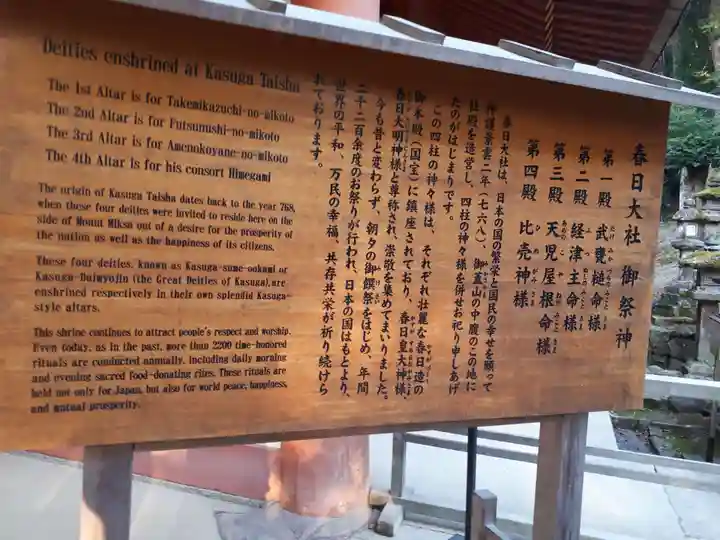 Deities enshrined at Kasuga Taisha
The 1st Altar is for Takemikazuchi-no-mikoto
The 2nd Altar is for Futsunushi-no-mikoto
The 3rd Altar is for Amenokoyane-no-mikoto
The 4th Altar is for his consort Himegami
The origin of Kasuga Taisha dates back to the year 768,
when these four deities were invited to reside here on the
side of Mount Mikasa out of a desire for the prosperity of
the nation as well as the happiness of its citizens.
These four deities, known as Kasuga-sume-ookami or
Kasuga-Daimyojin (the Great Deities of Kasuga), are
enshrined respectively in their own splendid Kasuga-
style altars.
This shrine continues to attract people's respect and worship.
Even today, as in the past, more than 2200 time-honored
rituals are conducted annually, including daily morning
and evening sacred food-donating rites. These rituals are
held not only for Japan, but also for world peace, happiness,
and mutual prosperity.
春日大社 御祭神
第一殿 武甕槌命様
第二殿 経津主命様
第三殿 天児屋根命様
第四殿 比売神様
春日大社は、日本の国の繁栄と国民の幸せを願って
神護景雲二年(七六八)、御蓋山の中腹のこの地に
社殿を造営し、四柱の神々様を併せお祀り申しあげ
たのがはじまりです。
この四柱の神々様は、それぞれ壮麗な春日造の
御本殿(国宝)に鎮座されており、春日皇大神様、
春日大明神様と尊称され、崇敬を集めてまいりました。
今も昔と変わらず、朝夕の御饌祭をはじめ、年間
二千二百余度のお祭りが行われ、日本の国はもとより、
世界の平和、万民の幸福、共存共栄が祈り続けら
れております。